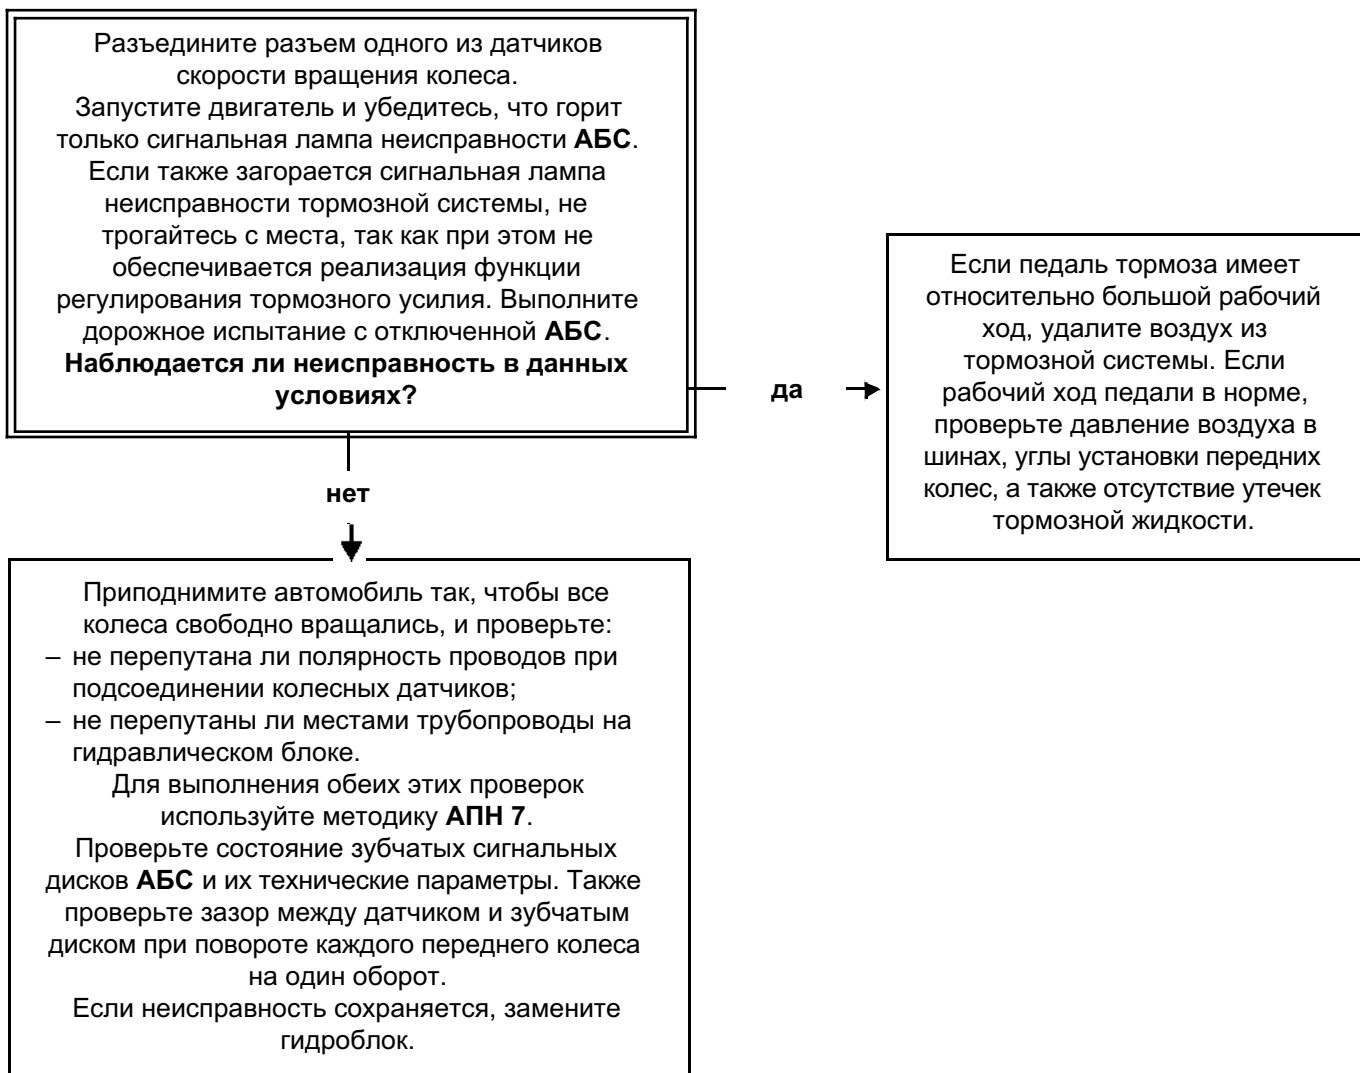 Разъедините разъем одного из датчиков
скорости вращения колеса.
Запустите двигатель и убедитесь, что горит
только сигнальная лампа неисправности АБС.
Если также загорается сигнальная лампа
неисправности тормозной системы, не
трогайтесь с места, так как при этом не
обеспечивается реализация функции
регулирования тормозного усилия. Выполните
дорожное испытание с отключенной АБС.
Наблюдается ли неисправность в данных
условиях?
да
Если педаль тормоза имеет
относительно большой рабочий
ход, удалите воздух из
тормозной системы. Если
рабочий ход педали в норме,
проверьте давление воздуха в
шинах, углы установки передних
колес, а также отсутствие утечек
тормозной жидкости.
нет
Приподнимите автомобиль так, чтобы все
колеса свободно вращались, и проверьте:
– не перепутана ли полярность проводов при
подсоединении колесных датчиков;
– не перепутаны ли местами трубопроводы на
гидравлическом блоке.
Для выполнения обеих этих проверок
используйте методику АПН 7.
Проверьте состояние зубчатых сигнальных
дисков АБС и их технические параметры. Также
проверьте зазор между датчиком и зубчатым
диском при повороте каждого переднего колеса
на один оборот.
Если неисправность сохраняется, замените
гидроблок.